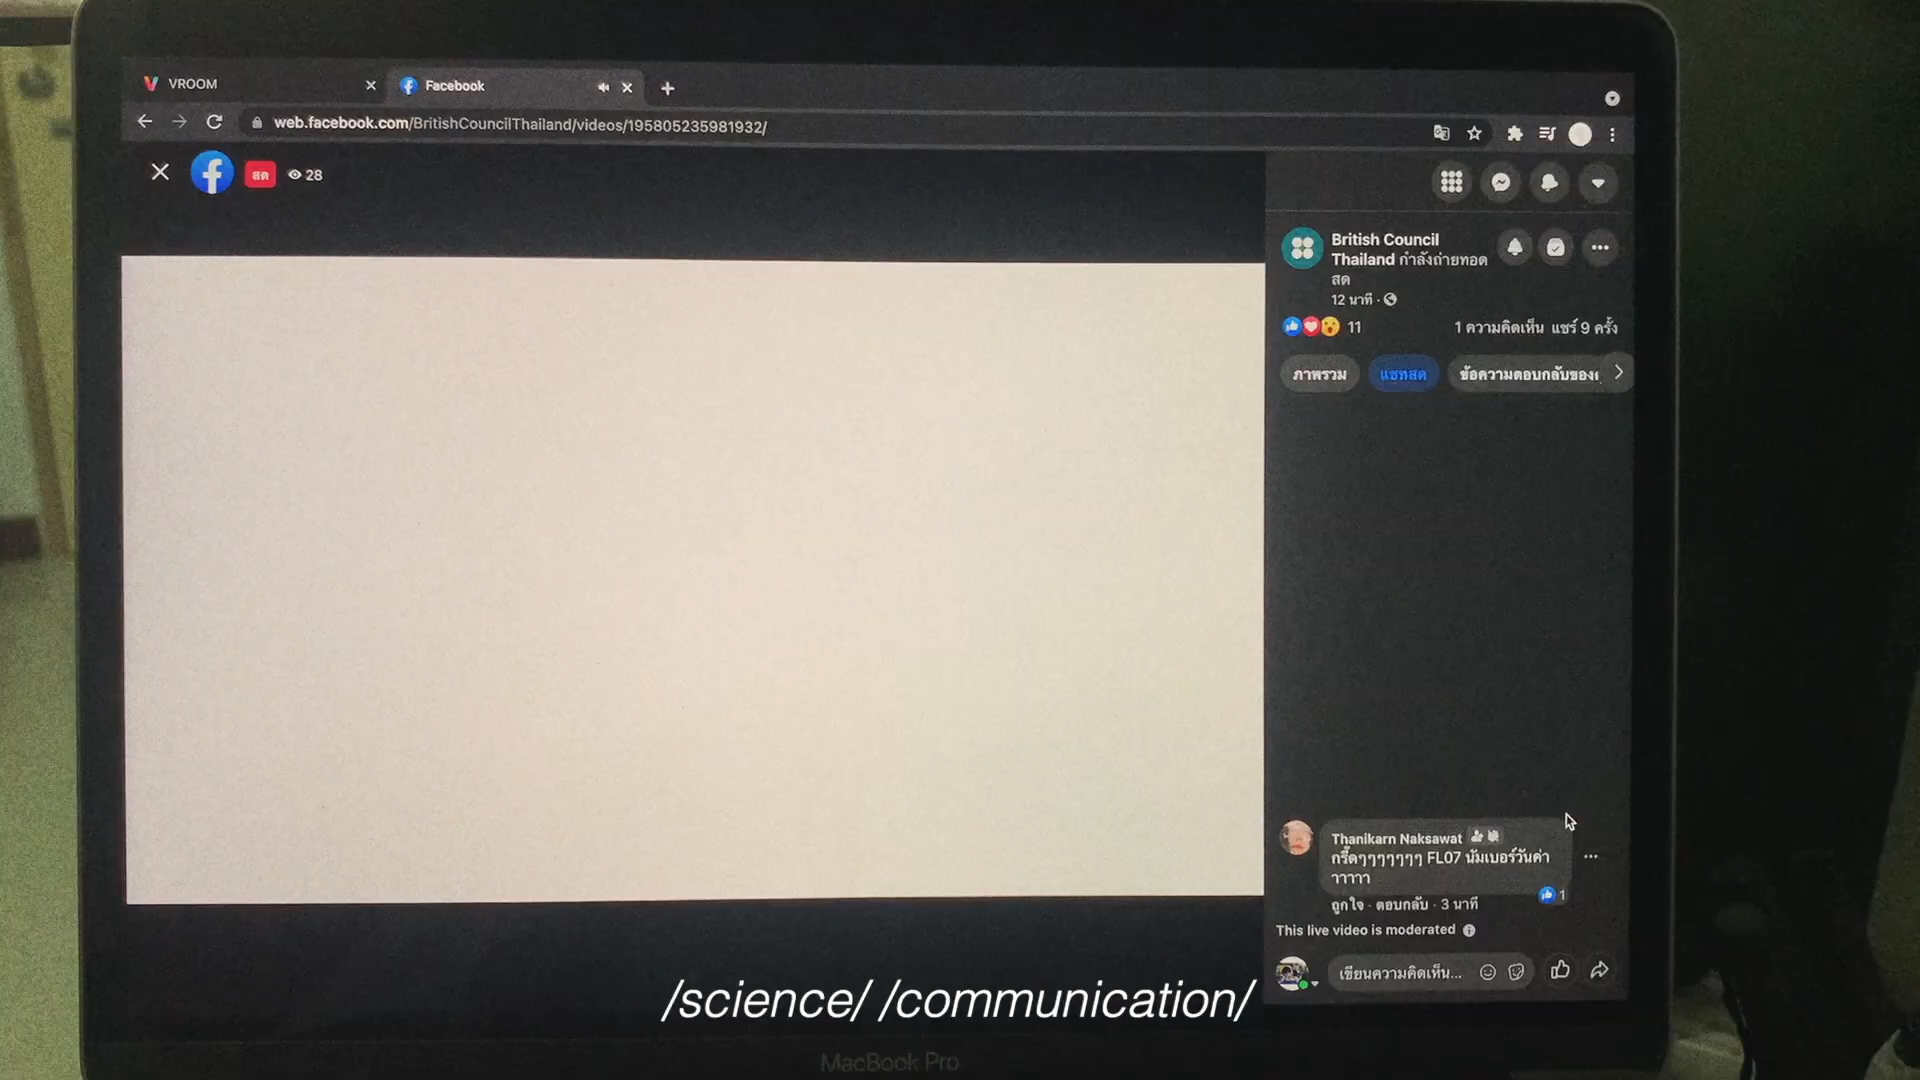 VROOM
Facebook
web.facebook.com/BritishCouncilThailand/videos/195805235981932/
สด
28
British Council
Thailand กำลังถ่ายทอด
สด
12 นาที ·
11
1 ความคิดเห็น แชร์ 9 ครั้ง
ภาพรวม
แชทสด
ข้อความตอบกลับของ
Thanikarn Naksawat
กรี๊ดๆๆๆๆๆๆๆ FL07 นัมเบอร์วันค่า
าาาาา
1
ถูกใจ · ตอบกลับ · 3 นาที
This live video is moderated
เขียนความคิดเห็น...
/science/ /communication/
MacBook Pro